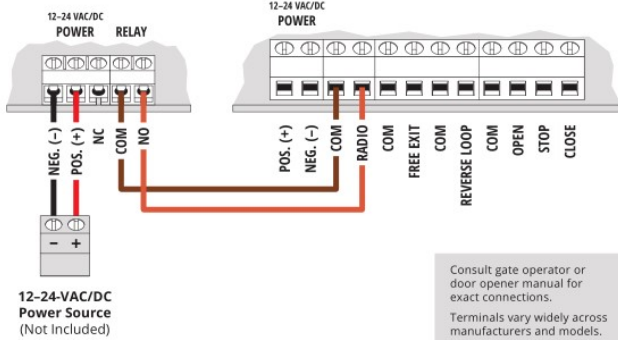 12–24 VAC/DC
POWER
RELAY
12–24 VAC/DC
POWER
NEG. (–)
POS. (+)
NC
COM
NO
POS. (+)
NEG. (–)
COM
RADIO
COM
FREE EXIT
COM
REVERSE LOOP
COM
OPEN
STOP
CLOSE
– +
12–24-VAC/DC
Power Source
(Not Included)
Consult gate operator or
door opener manual for
exact connections.
Terminals vary widely across
manufacturers and models.